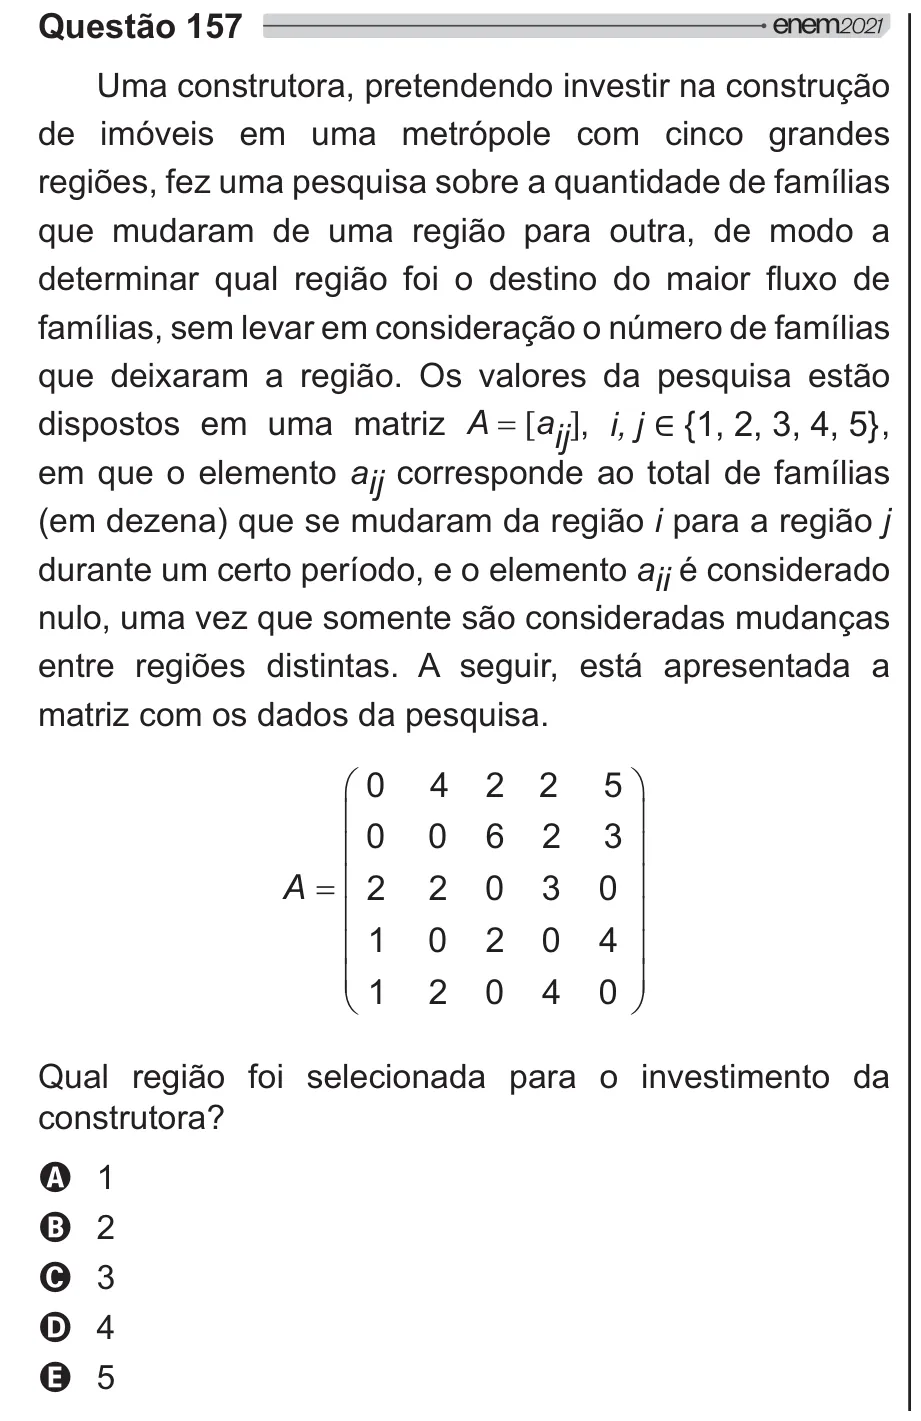 Questão 157 enem2021
Uma construtora, pretendendo investir na construção
de imóveis em uma metrópole com cinco grandes
regiões, fez uma pesquisa sobre a quantidade de famílias
que mudaram de uma região para outra, de modo a
determinar qual região foi o destino do maior fluxo de
famílias, sem levar em consideração o número de famílias
que deixaram a região. Os valores da pesquisa estão
dispostos em uma matriz A = [aij], i, j ∈ {1, 2, 3, 4, 5},
em que o elemento aij corresponde ao total de famílias
(em dezena) que se mudaram da região i para a região j
durante um certo período, e o elemento aii é considerado
nulo, uma vez que somente são consideradas mudanças
entre regiões distintas. A seguir, está apresentada a
matriz com os dados da pesquisa.
0 4 2 2 5
0 0 6 2 3
A = 2 2 0 3 0
1 0 2 0 4
1 2 0 4 0
Qual região foi selecionada para o investimento da
construtora?
A 1
B 2
C 3
D 4
E 5